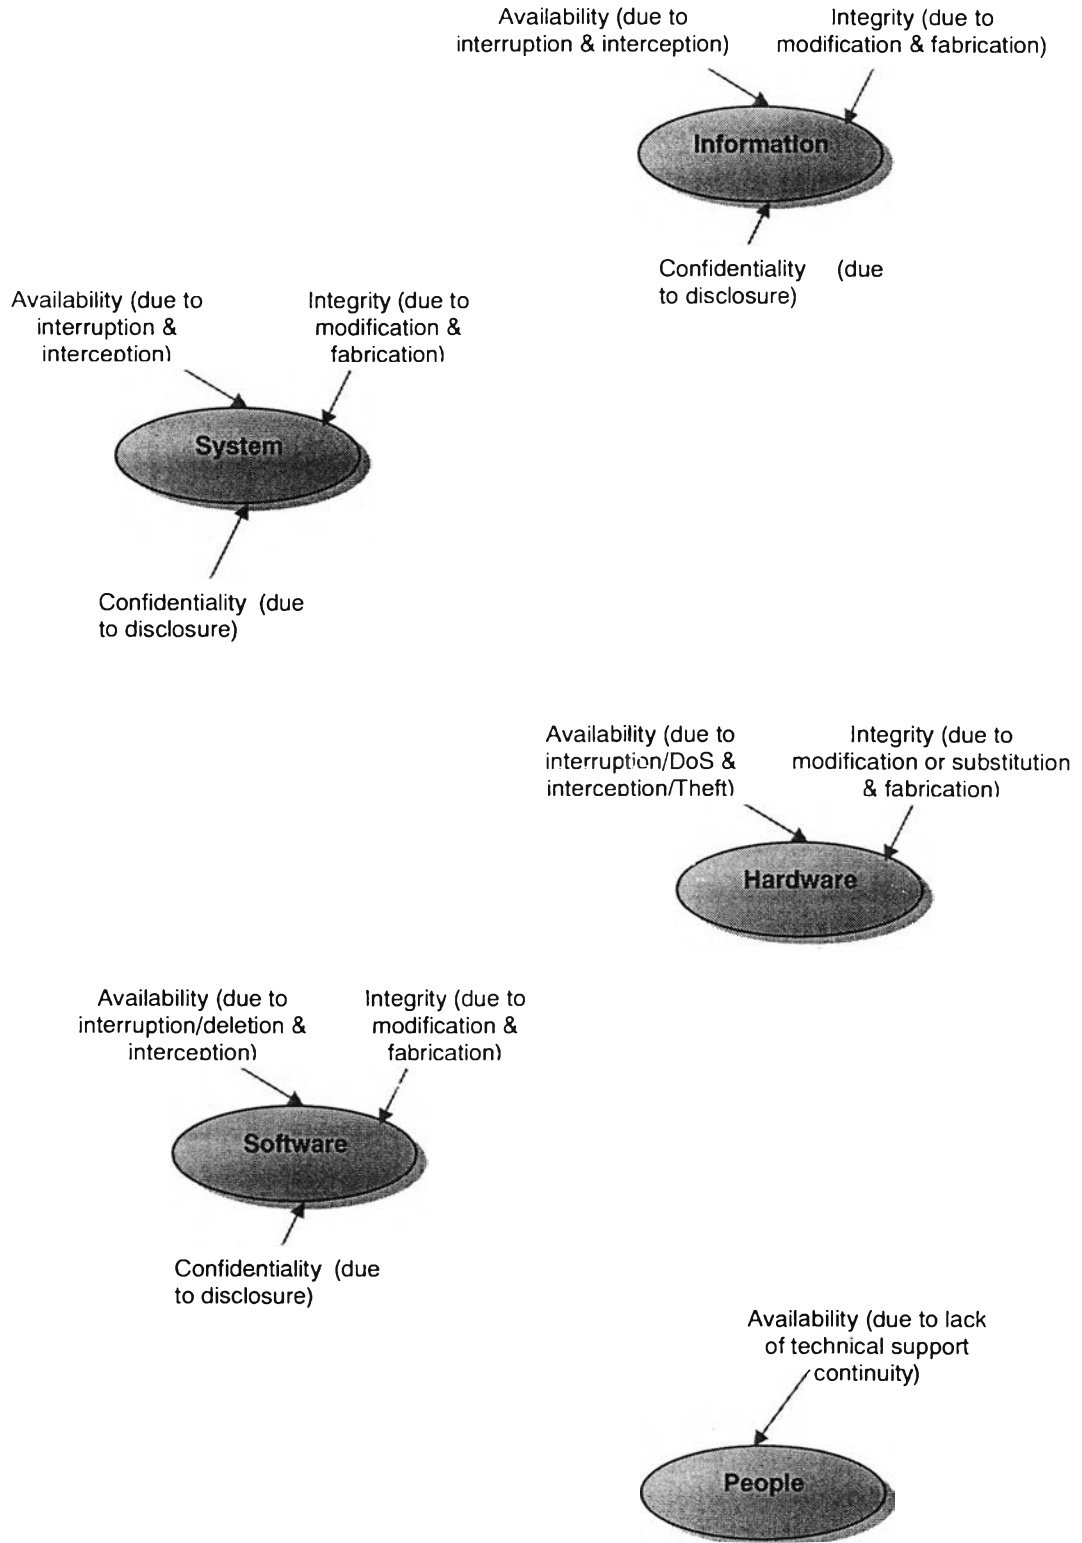 Availability (due to
interruption & interception)
Integrity (due to
modification & fabrication)
Information
Confidentiality (due
to disclosure)
Availability (due to
interruption &
interception)
Integrity (due to
modification &
fabrication)
System
Confidentiality (due
to disclosure)
Availability (due to
interruption/DoS &
interception/Theft)
Integrity (due to
modification or substitution
& fabrication)
Hardware
Availability (due to
interruption/deletion &
interception)
Integrity (due to
modification &
fabrication)
Software
Confidentiality (due
to disclosure)
Availability (due to lack
of technical support
continuity)
People